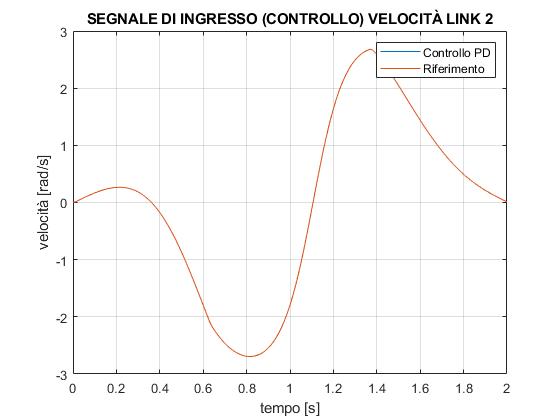 SEGNALE DI INGRESSO (CONTROLLO) VELOCITÀ LINK 2
3
2
1
0
-1
-2
-3
velocità [rad/s]
Controllo PD
Riferimento
0 0.2 0.4 0.6 0.8 1 1.2 1.4 1.6 1.8 2
tempo [s]